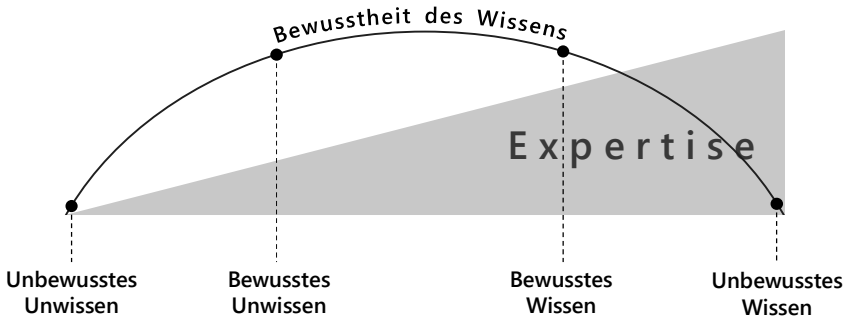 Bewusstheit des Wissens
Expertise
Unbewusstes
Unwissen
Bewusstes
Unwissen
Bewusstes
Wissen
Unbewusstes
Wissen